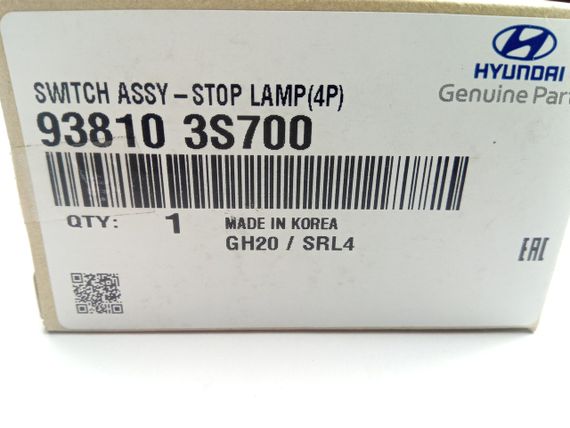 HYUNDAI
Genuine Part
SWITCH ASSY-STOP LAMP(4P)
93810 3S700
QTY: 1 MADE IN KOREA
GH20 / SRL4
EAC